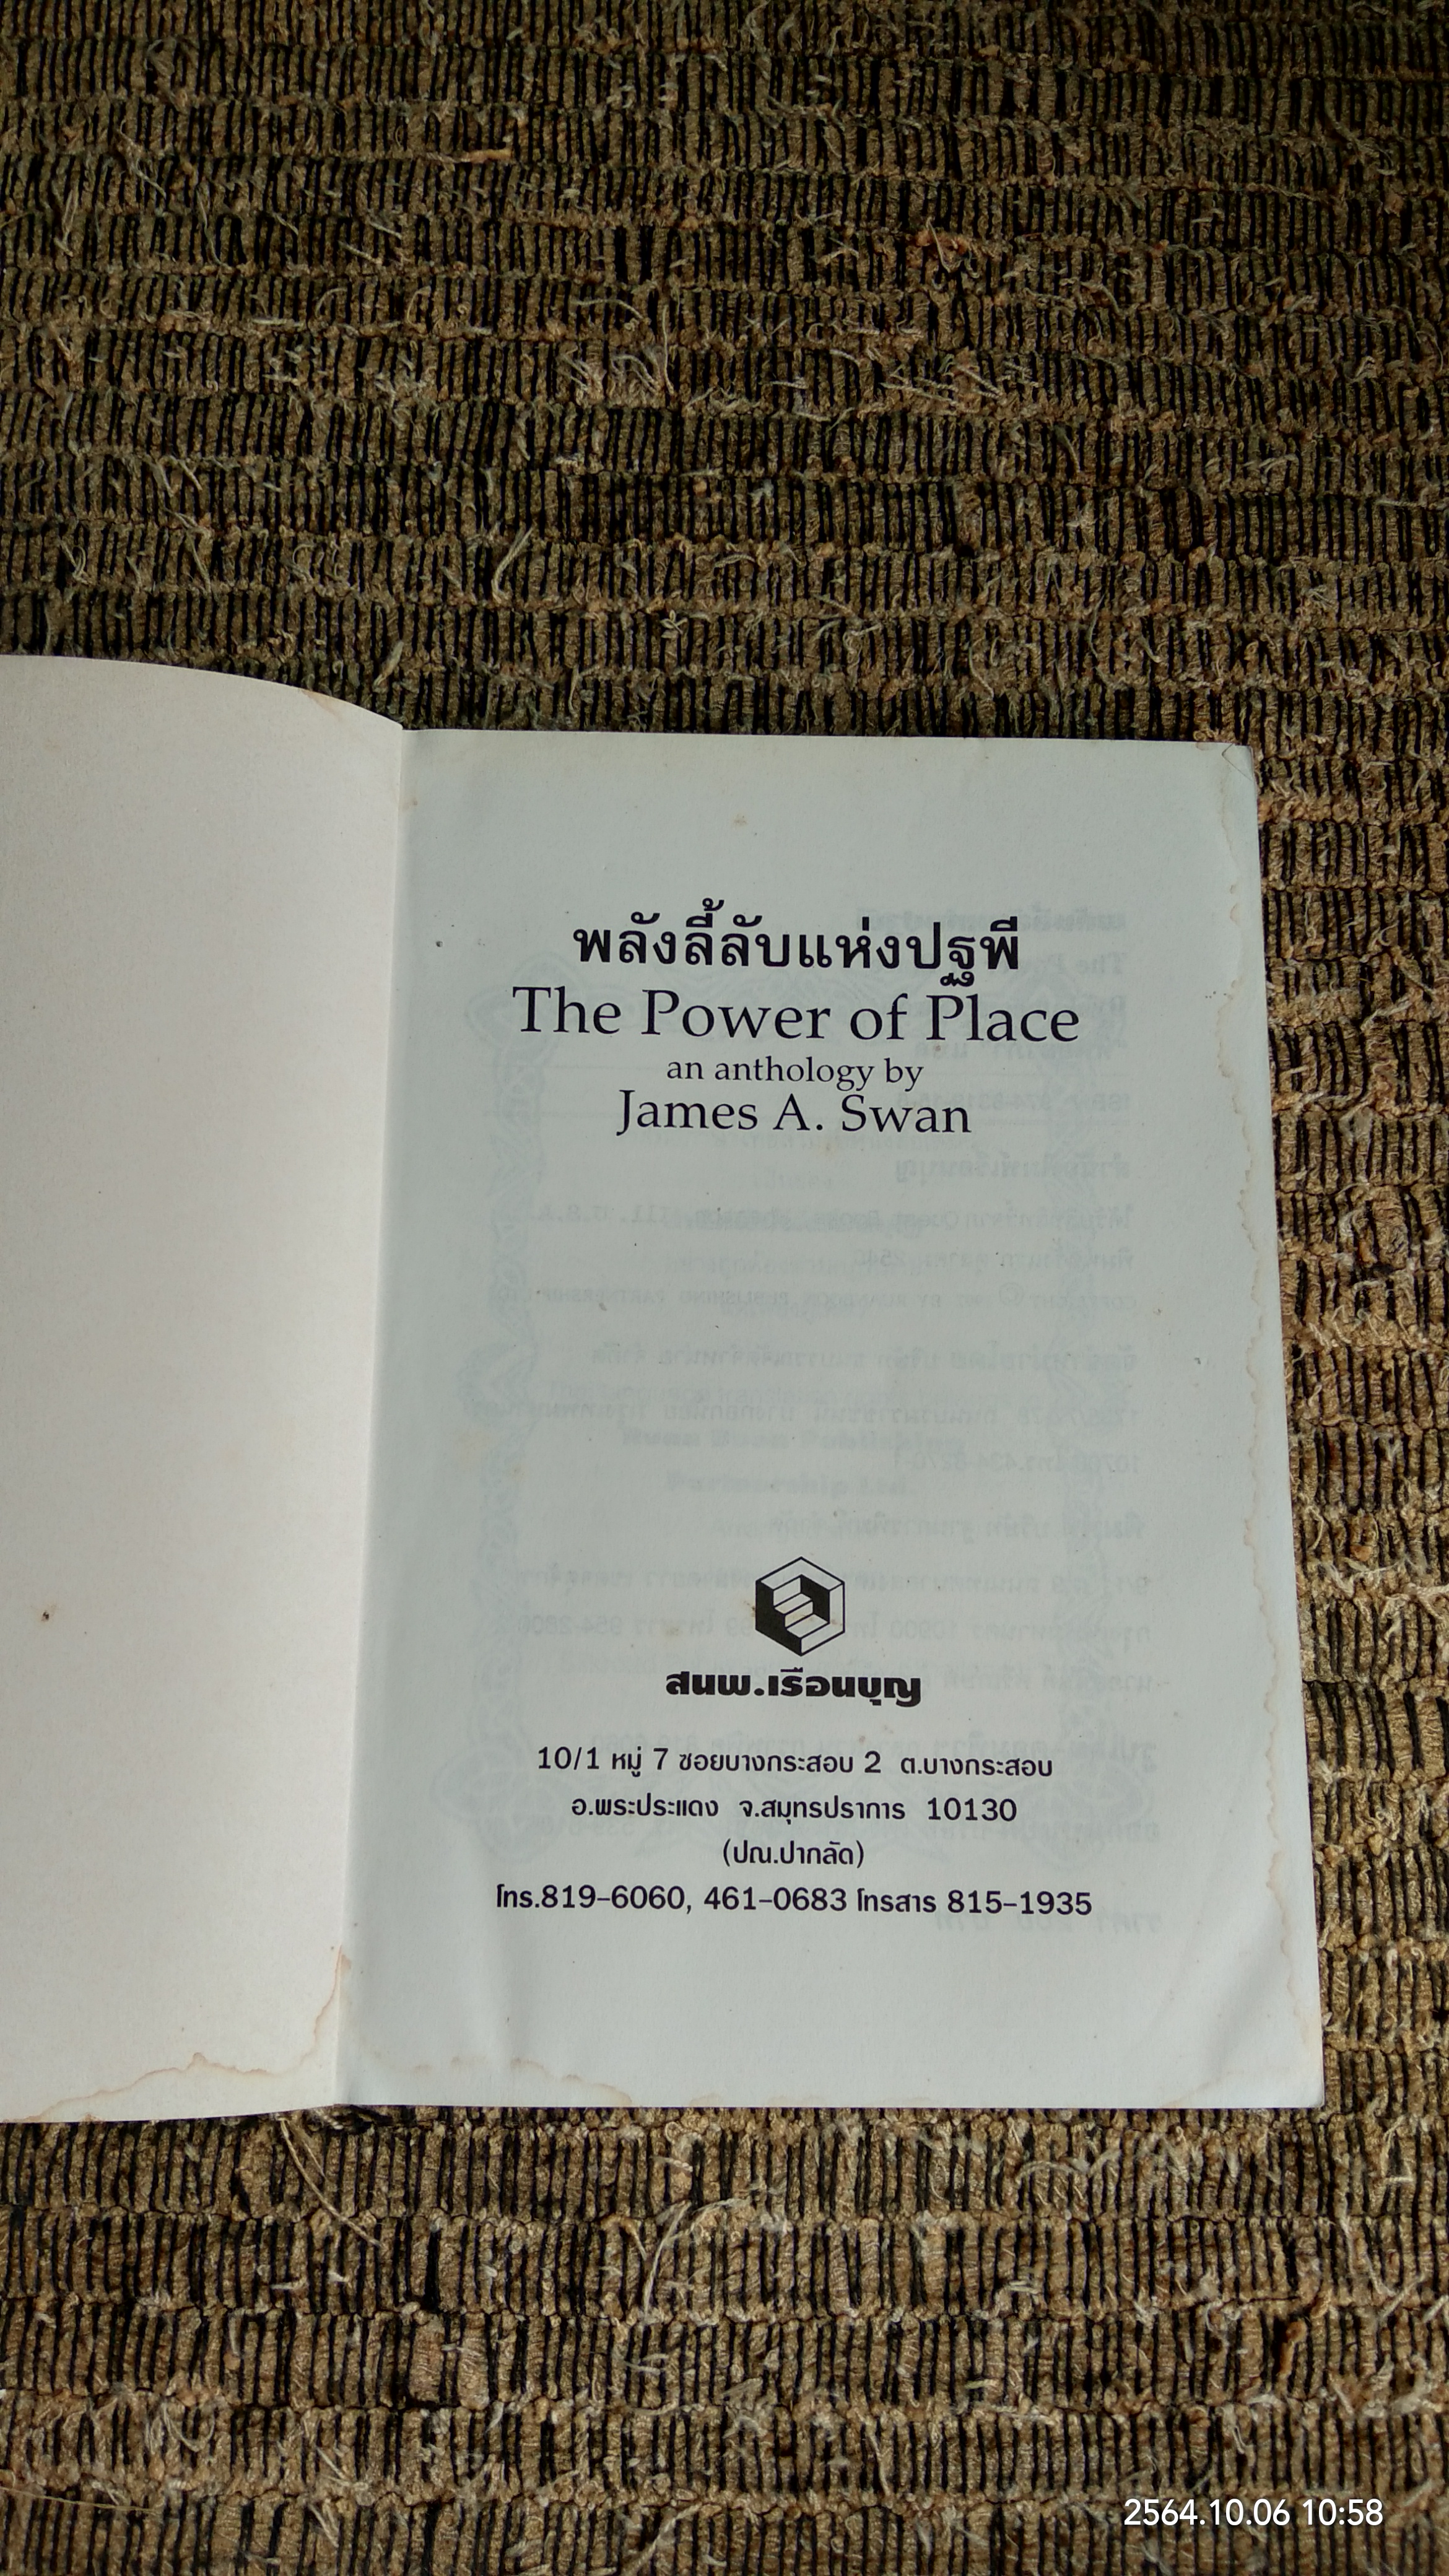 พลังลี้ลับแห่งปฐพี
The Power of Place
an anthology by
James A. Swan
สนพ.เรือนบุญ
10/1 หมู่ 7 ซอยบางกระสอบ 2 ต.บางกระสอบ
อ.พระประแดง จ.สมุทรปราการ 10130
(ปณ.ปากลัด)
โทร.819-6060, 461-0683 โทรสาร 815-1935
2564.10.06 10:58